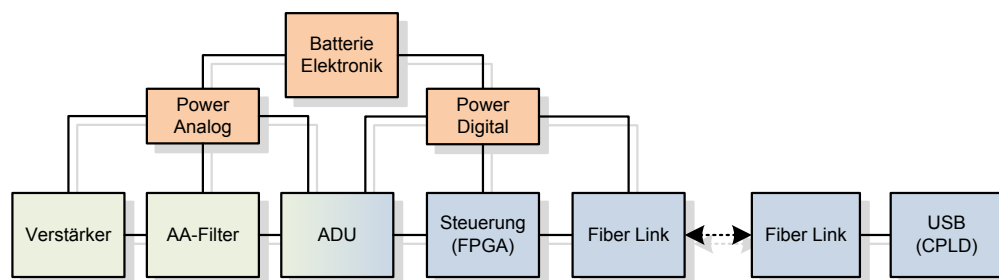 Batterie
Elektronik
Power
Analog
Power
Digital
Verstärker
AA-Filter
ADU
Steuerung
(FPGA)
Fiber Link
Fiber Link
USB
(CPLD)